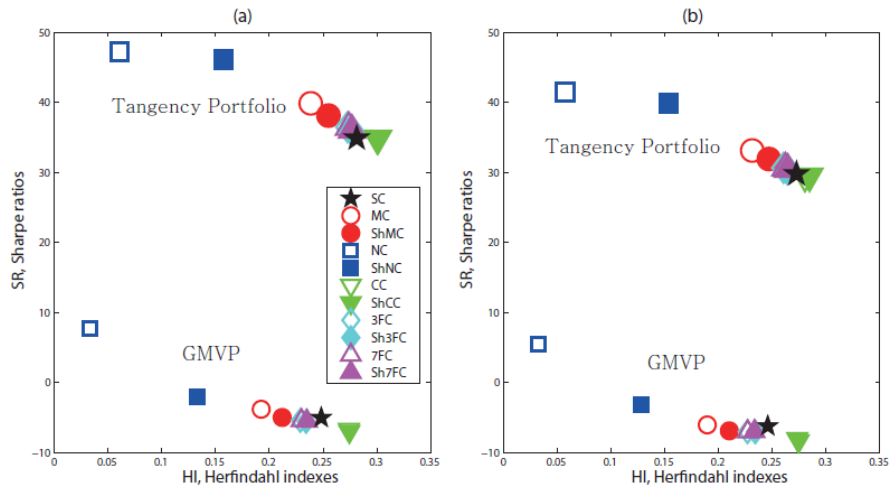 (a)
50
40
30
20
10
0
−10
0
0.05
0.1
0.15
0.2
0.25
0.3
0.35
SR, Sharpe ratios
HI, Herfindahl indexes
Tangency Portfolio
GMVP
SC
MC
ShMC
NC
ShNC
CC
ShCC
3FC
Sh3FC
7FC
Sh7FC
(b)
50
40
30
20
10
0
−10
0
0.05
0.1
0.15
0.2
0.25
0.3
0.35
SR, Sharpe ratios
HI, Herfindahl indexes
Tangency Portfolio
GMVP